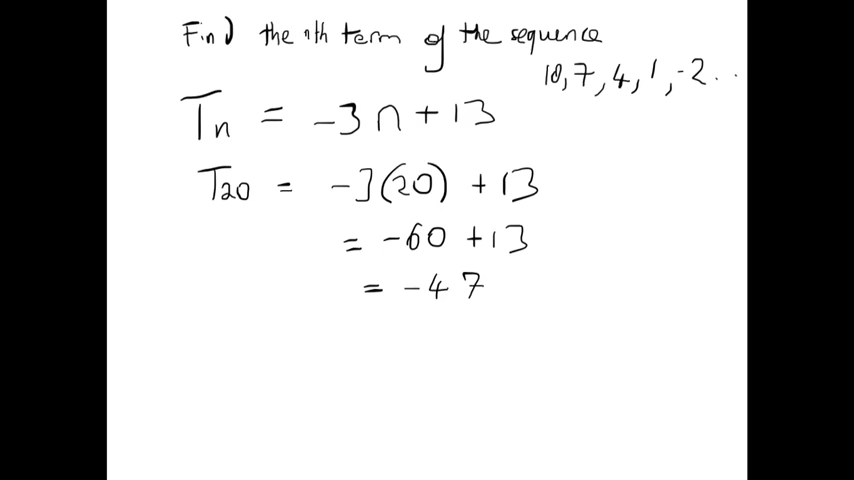 Find the nth term of the sequence
10, 7, 4, 1, -2...
Tn = -3n + 13
T20 = -3(20) + 13
= -60 + 13
= -47